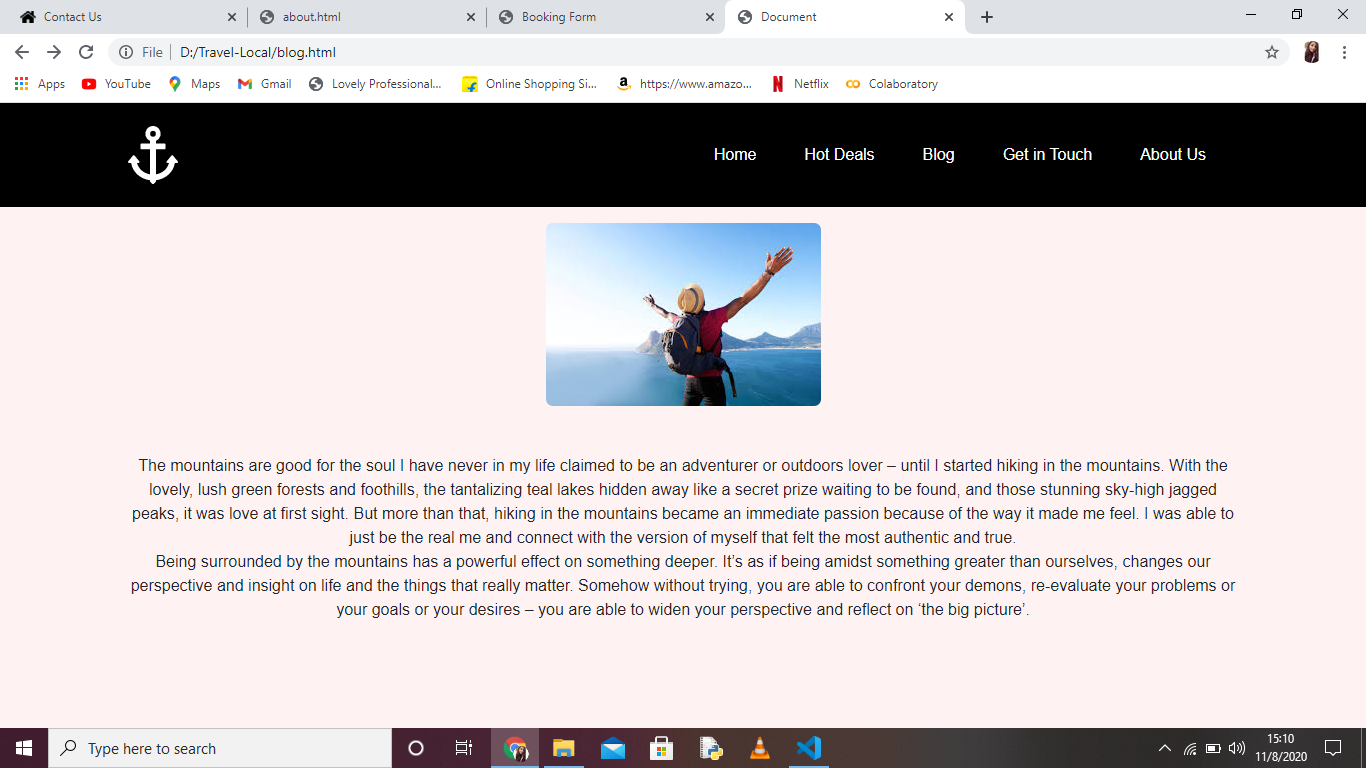 Contact Us
about.html
Booking Form
Document
File
D:/Travel-Local/blog.html
Apps
YouTube
Maps
Gmail
Lovely Professional...
Online Shopping Si...
https://www.amazo...
Netflix
Colaboratory
Home
Hot Deals
Blog
Get in Touch
About Us
The mountains are good for the soul I have never in my life claimed to be an adventurer or outdoors lover – until I started hiking in the mountains. With the
lovely, lush green forests and foothills, the tantalizing teal lakes hidden away like a secret prize waiting to be found, and those stunning sky-high jagged
peaks, it was love at first sight. But more than that, hiking in the mountains became an immediate passion because of the way it made me feel. I was able to
just be the real me and connect with the version of myself that felt the most authentic and true.
Being surrounded by the mountains has a powerful effect on something deeper. It’s as if being amidst something greater than ourselves, changes our
perspective and insight on life and the things that really matter. Somehow without trying, you are able to confront your demons, re-evaluate your problems or
your goals or your desires – you are able to widen your perspective and reflect on ‘the big picture’.
Type here to search
15:10
11/8/2020